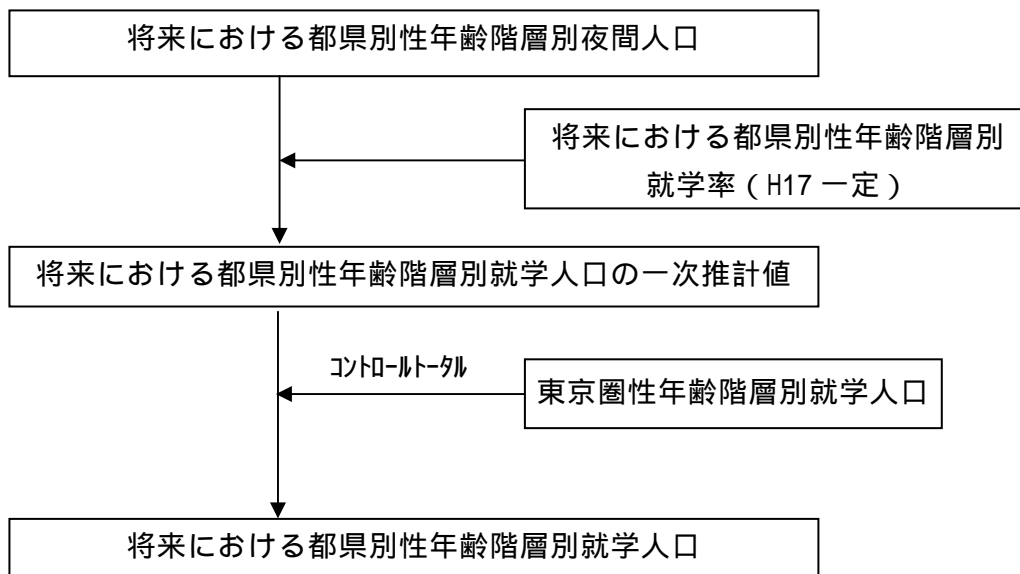 将来における都県別性年齢階層別夜間人口
将来における都県別性年齢階層別
就学率(H17 一定)
将来における都県別性年齢階層別就学人口の一次推計値
コントロールトータル
東京圏性年齢階層別就学人口
将来における都県別性年齢階層別就学人口